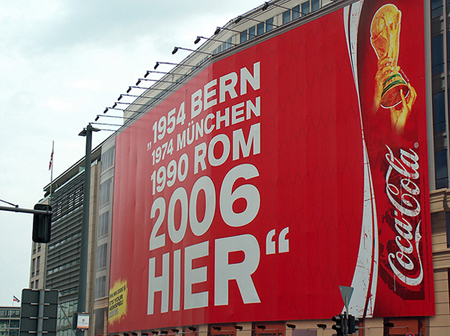 „1954 BERN
1974 MÜNCHEN
1990 ROM
2006
HIER“
Coca-Cola